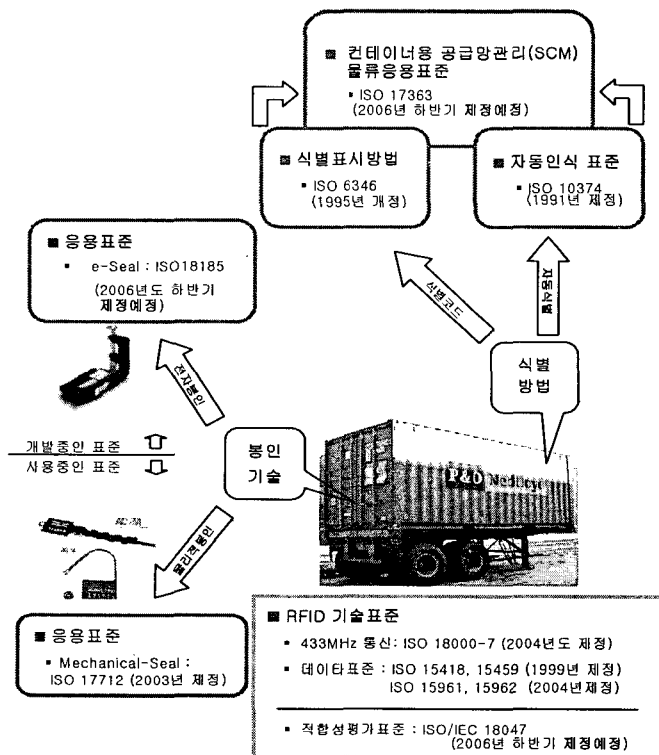 ■ 컨테이너용 공급망관리(SCM)
물류응용표준
▪ ISO 17363
(2006년 하반기 제정예정)
■ 식별표시방법
▪ ISO 6346
(1995년 개정)
■ 자동인식 표준
▪ ISO 10374
(1991년 제정)
■ 응용표준
▪ e-Seal : ISO18185
(2006년도 하반기
제정예정)
식별코드
자동식별
식별
방법
전자봉인
개발중인 표준
사용중인 표준
봉인
기술
P&O Nedlloyd
물리적봉인
■ 응용표준
▪ Mechanical-Seal :
ISO 17712 (2003년 제정)
■ RFID 기술표준
▪ 433MHz 통신: ISO 18000-7 (2004년도 제정)
▪ 데이타표준 : ISO 15418, 15459 (1999년 제정)
ISO 15961, 15962 (2004년제정)
▪ 적합성평가표준 : ISO/IEC 18047
(2006년 하반기 제정예정)